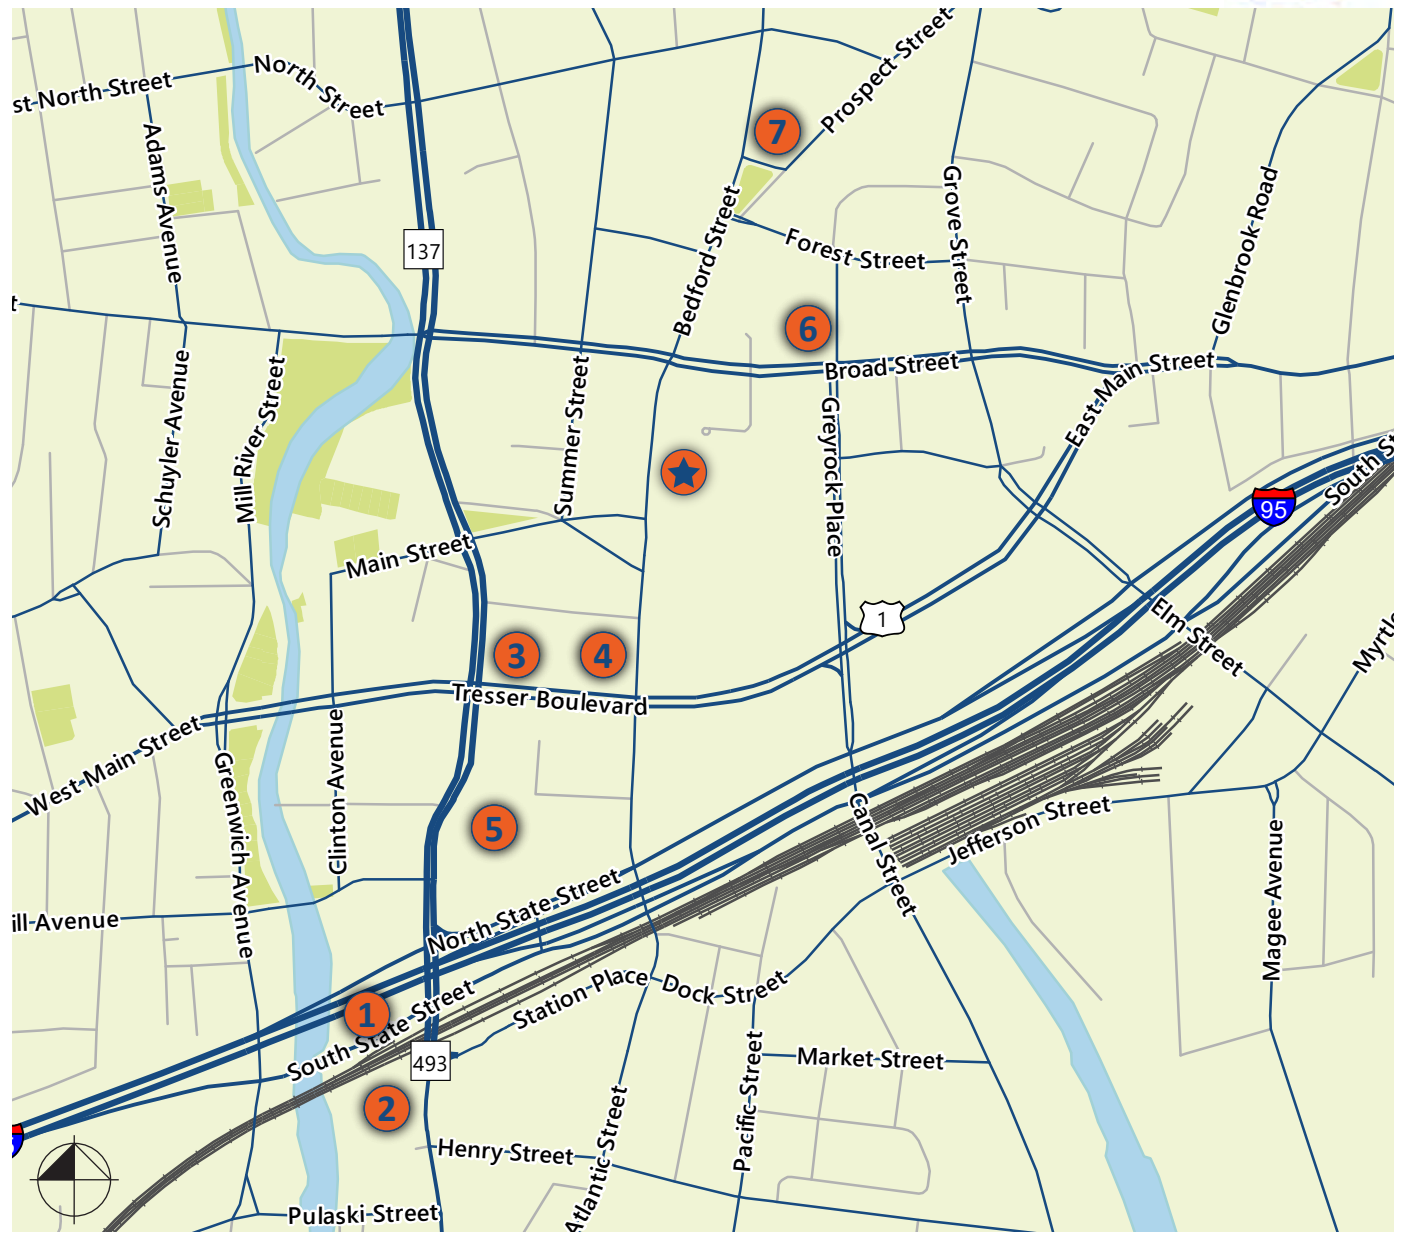 st North Street
North Street
Prospect Street
7
Adams Avenue
Grove Street
Glenbrook Road
Bedford Street
137
Forest Street
t
6
Broad Street
East Main Street
Schuyler Avenue
Mill River Street
Summer Street
Greyrock Place
South St
95
Main Street
1
Elm Street
Myrtle
3
4
Tresser Boulevard
West Main Street
Greenwich Avenue
Clinton Avenue
5
Canal Street
Jefferson Street
Magee Avenue
ill Avenue
North State Street
1
South State Street
Station Place
Dock Street
493
Market Street
Pacific Street
2
Atlantic Street
Henry Street
Pulaski Street